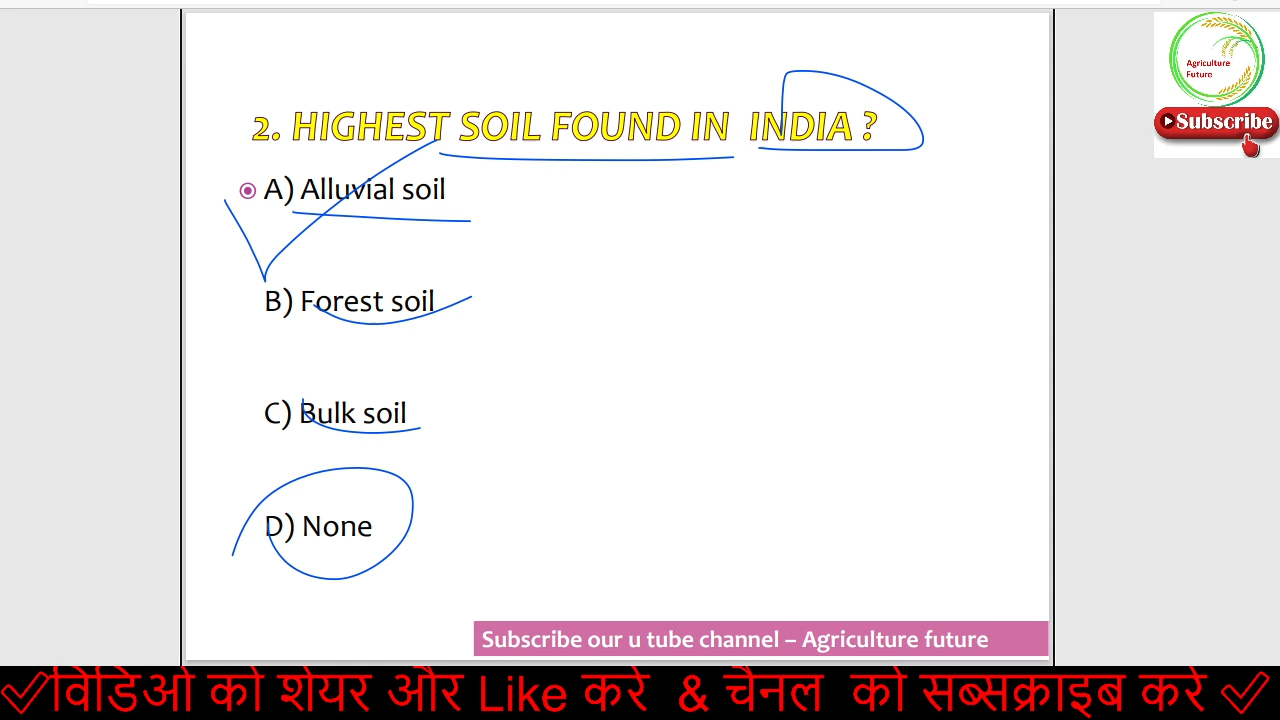 Agriculture
Future
Subscribe
2. HIGHEST SOIL FOUND IN INDIA ?
A) Alluvial soil
B) Forest soil
C) Bulk soil
D) None
Subscribe our u tube channel – Agriculture future
विडिओ को शेयर और Like करे & चैनल को सब्सक्राइब करे